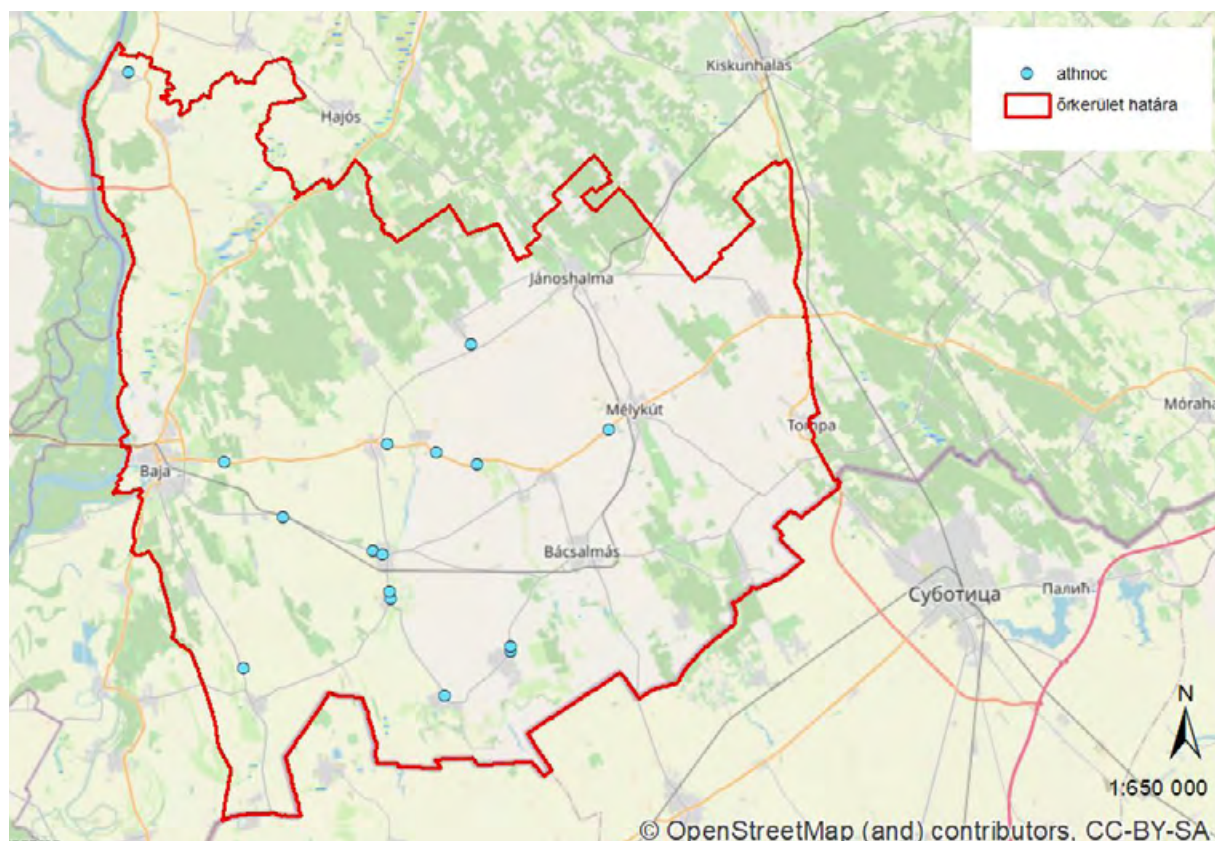 athnoc
őrkerület határa
Kiskunhalas
Hajós
Jánoshalma
Mélykút
Tompa
Móraha
Baja
Bácsalmás
Суботица
Палић
N
1:650 000
© OpenStreetMap (and) contributors, CC-BY-SA